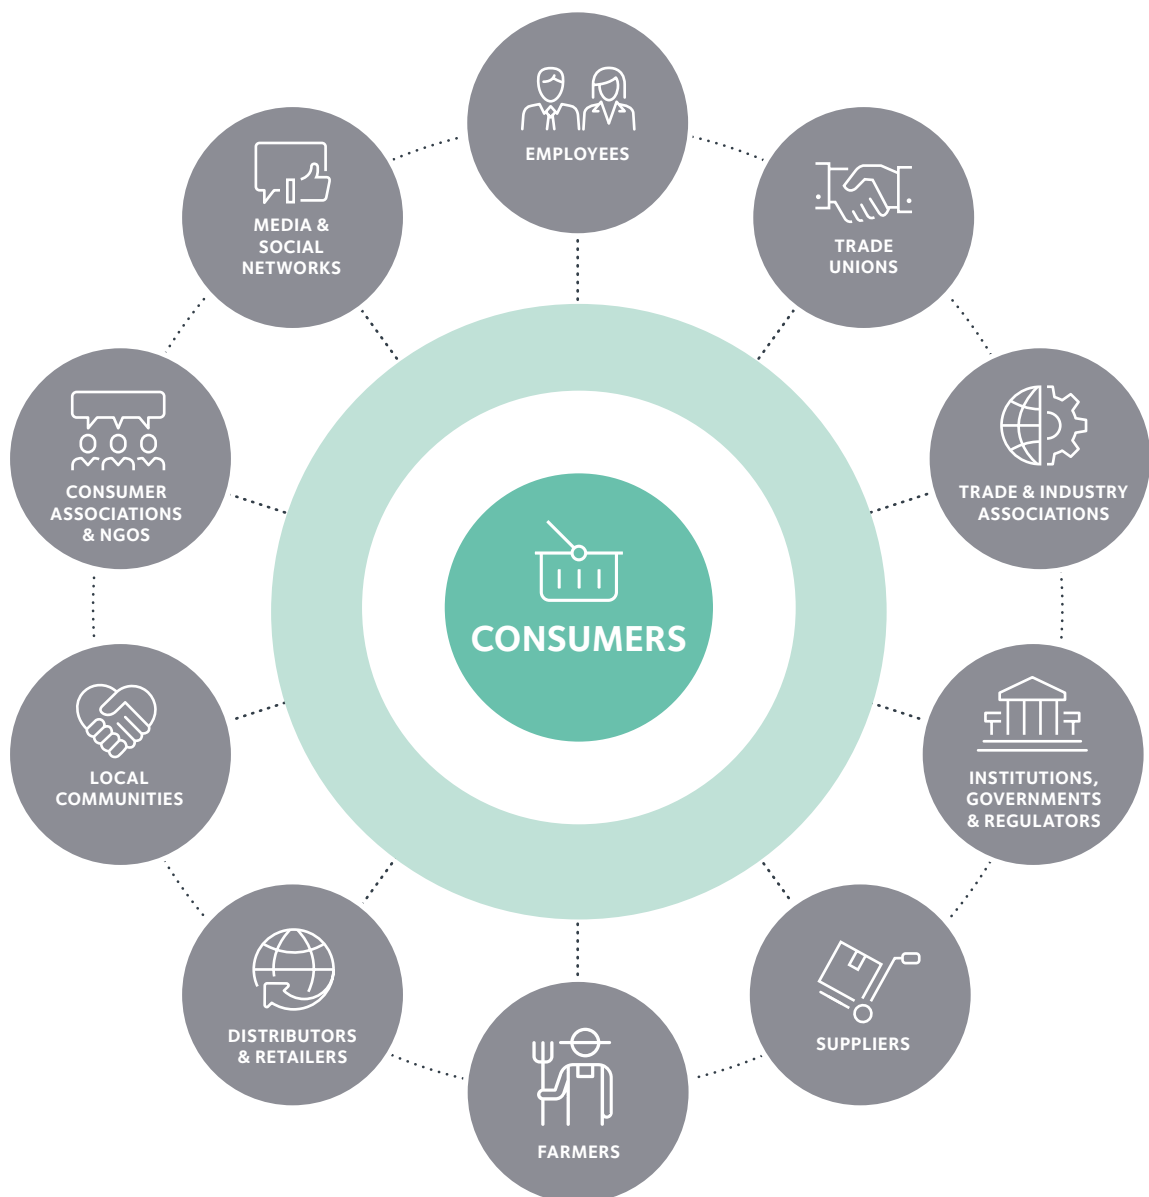 EMPLOYEES
TRADE
UNIONS
TRADE & INDUSTRY
ASSOCIATIONS
INSTITUTIONS,
GOVERNMENTS
& REGULATORS
SUPPLIERS
FARMERS
DISTRIBUTORS
& RETAILERS
LOCAL
COMMUNITIES
CONSUMER
ASSOCIATIONS
& NGOS
MEDIA &
SOCIAL
NETWORKS
CONSUMERS